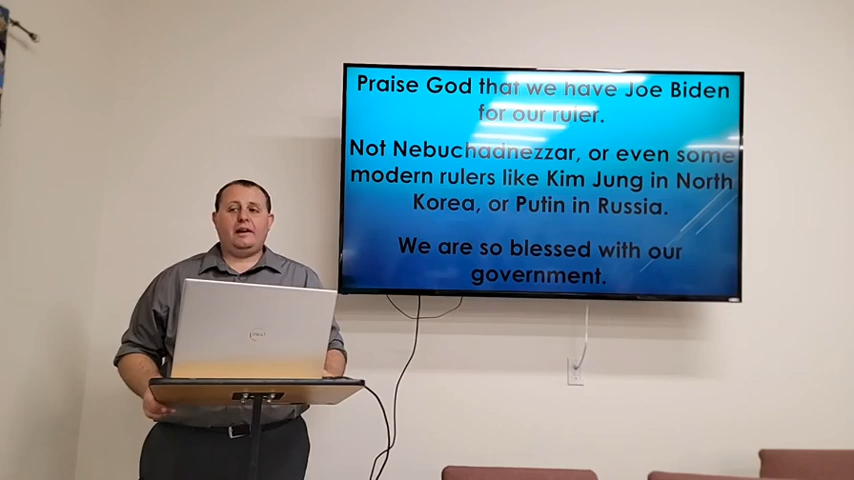 Praise God that we have Joe Biden
for our ruler.
Not Nebuchadnezzar, or even some
modern rulers like Kim Jung in North
Korea, or Putin in Russia.
We are so blessed with our
government.
DELL